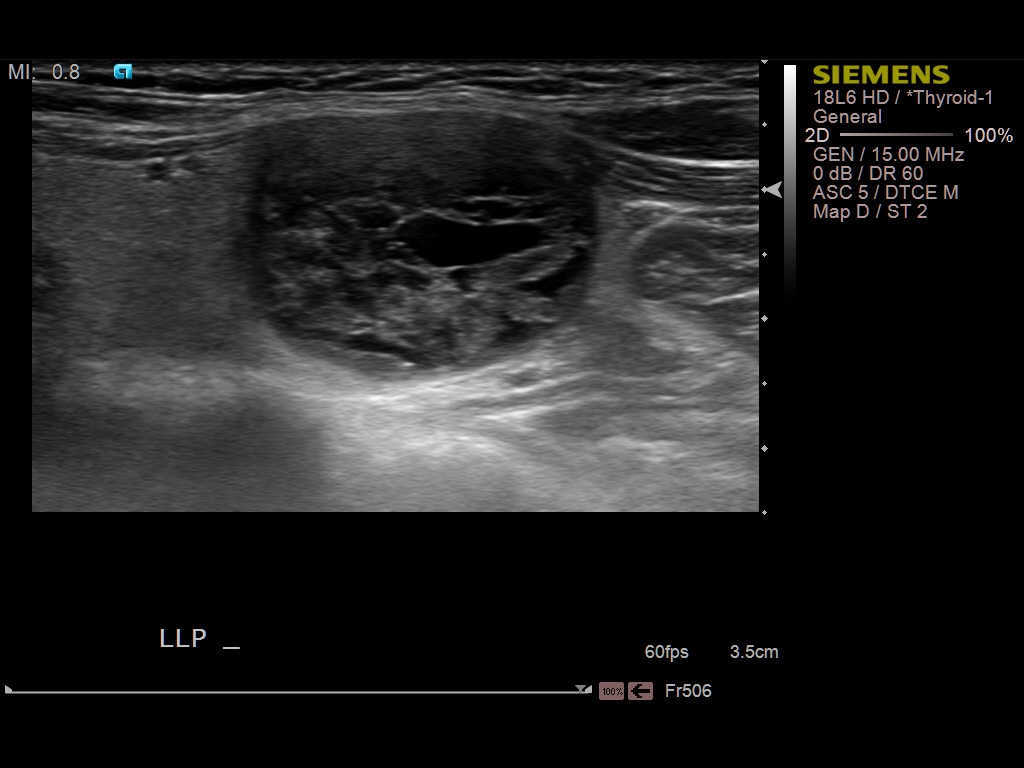 MI: 0.8
SIEMENS
18L6 HD / *Thyroid-1
General
2D 100%
GEN / 15.00 MHz
0 dB / DR 60
ASC 5 / DTCE M
Map D / ST 2
LLP _
60fps 3.5cm
100% Fr506